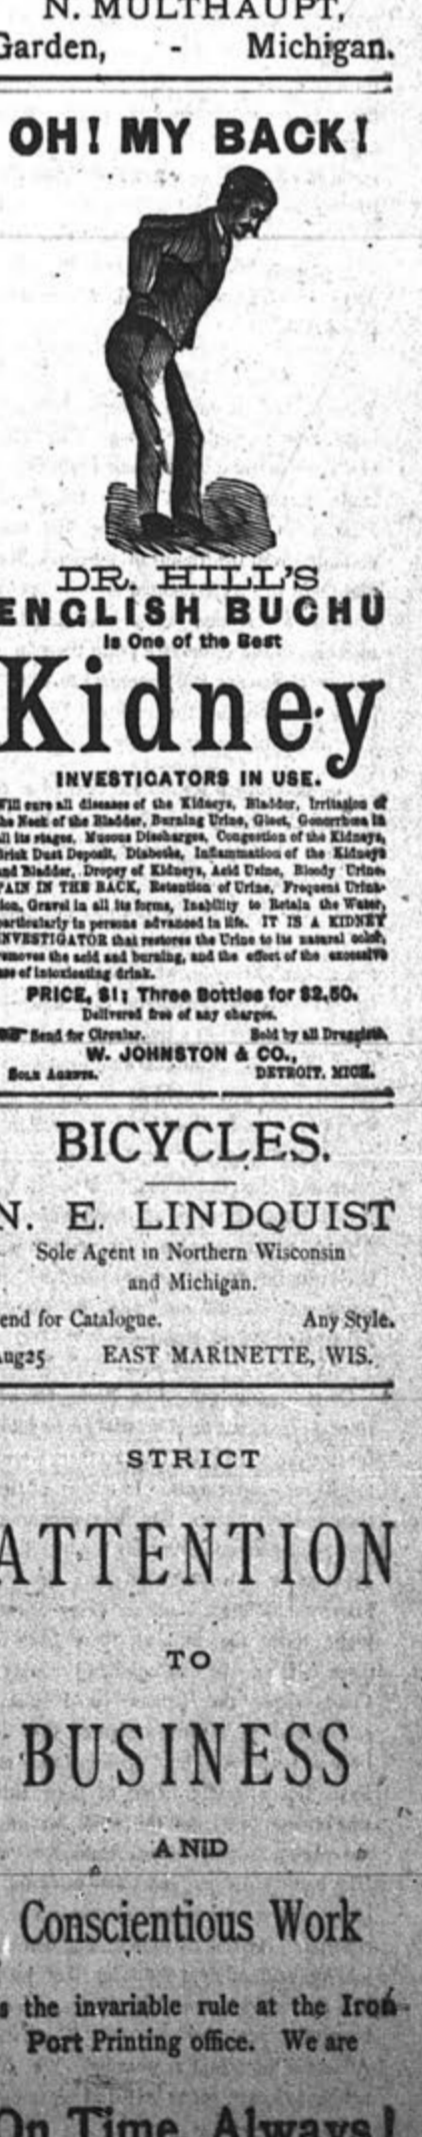 N. MULTHAUPT,
Garden, - Michigan.
OH! MY BACK!
DR. HILL'S
ENGLISH BUCHU
Is One of the Best
Kidney
INVESTIGATORS IN USE.
Will cure all diseases of the Kidneys, Bladder, Irritation of
the Neck of the Bladder, Burning Urine, Gleet, Gonorrhœa in
all its stages, Mucous Discharges, Congestion of the Kidneys,
Brick Dust Deposit, Diabetes, Inflammation of the Kidneys
and Bladder, Dropsy of Kidneys, Acid Urine, Bloody Urine
PAIN IN THE BACK, Retention of Urine, Frequent Urina-
tion, Gravel in all its forms, Inability to Retain the Water,
particularly in persons advanced in life. IT IS A KIDNEY
INVESTIGATOR that restores the Urine to its natural color,
removes the acid and burning, and the effect of the excessive
use of intoxicating drink.
PRICE, $1; Three Bottles for $2.50.
Delivered free of any charges.
Send for Circular. Sold by all Druggists.
W. JOHNSTON & CO.,
SOLE AGENTS. DETROIT, MICH.
BICYCLES.
N. E. LINDQUIST
Sole Agent in Northern Wisconsin
and Michigan.
end for Catalogue. Any Style.
Aug25 EAST MARINETTE, WIS.
STRICT
ATTENTION
TO
BUSINESS
AND
Conscientious Work
s the invariable rule at the Iron
Port Printing office. We are
On Time Always!